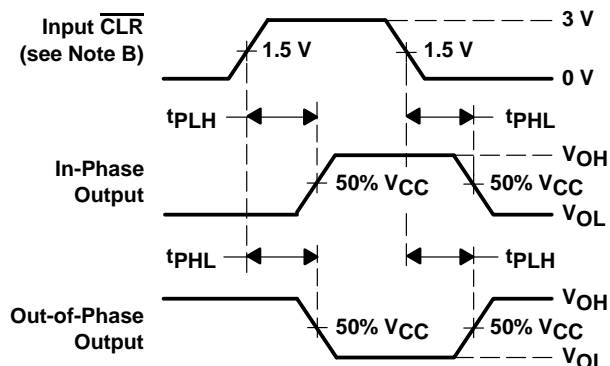 Input C̅L̅R̅
(see Note B)
1.5 V
1.5 V
3 V
0 V
tPLH
tPHL
In-Phase
Output
50% VCC
50% VCC
VOH
VOL
tPHL
tPLH
Out-of-Phase
Output
50% VCC
50% VCC
VOH
VOL